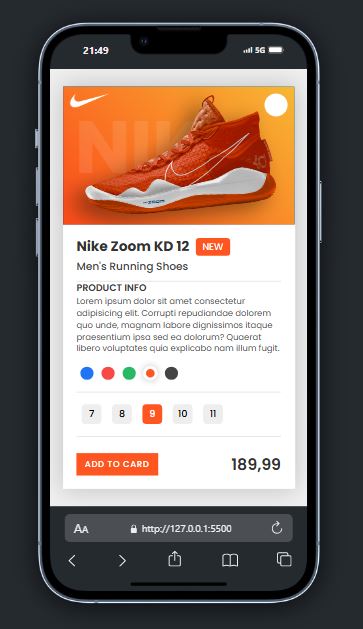 21:49
5G
NI
Nike Zoom KD 12 NEW
Men's Running Shoes
PRODUCT INFO
Lorem ipsum dolor sit amet consectetur
adipisicing elit. Corrupti repudiandae dolorem
quo unde, magnam labore dignissimos itaque
praesentium ipsa sed ea dolorum? Quaerat
libero voluptates quia explicabo nam illum fugit.
7 8 9 10 11
ADD TO CARD 189,99
AA http://127.0.0.1:5500